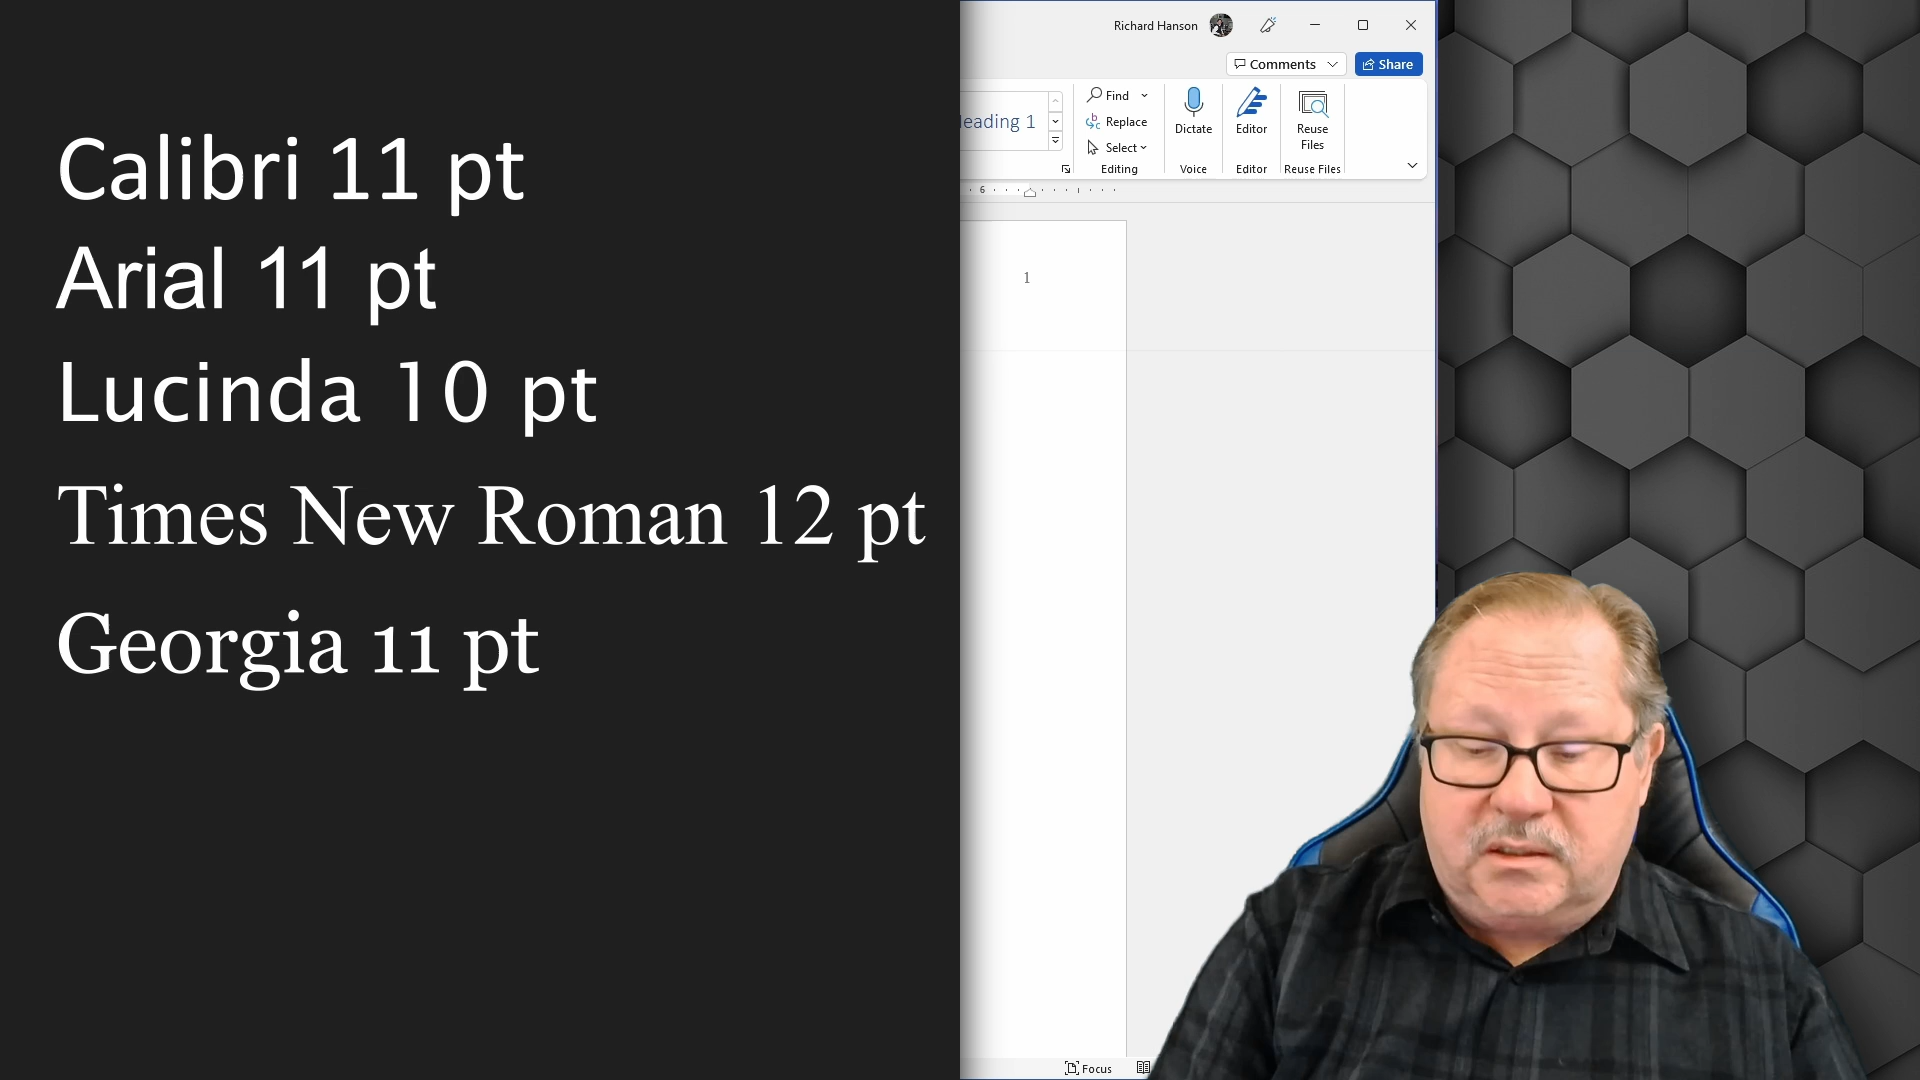 Calibri 11 pt
Arial 11 pt
Lucinda 10 pt
Times New Roman 12 pt
Georgia 11 pt
Richard Hanson
Comments
Share
eading 1
Find
Replace
Select
Editing
Dictate
Voice
Editor
Editor
Reuse
Files
Reuse Files
6
1
Focus